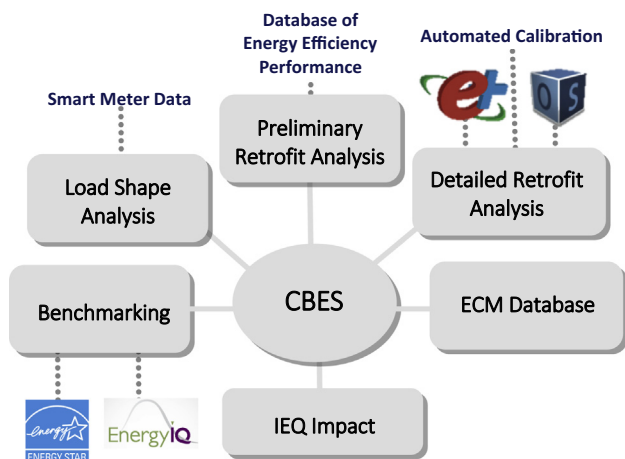 Database of
Energy Efficiency
Performance
Automated Calibration
Smart Meter Data
e+
O S
Preliminary
Retrofit Analysis
Load Shape
Analysis
Detailed Retrofit
Analysis
CBES
Benchmarking
ECM Database
IEQ Impact
energy
ENERGY STAR
EnergyIQ